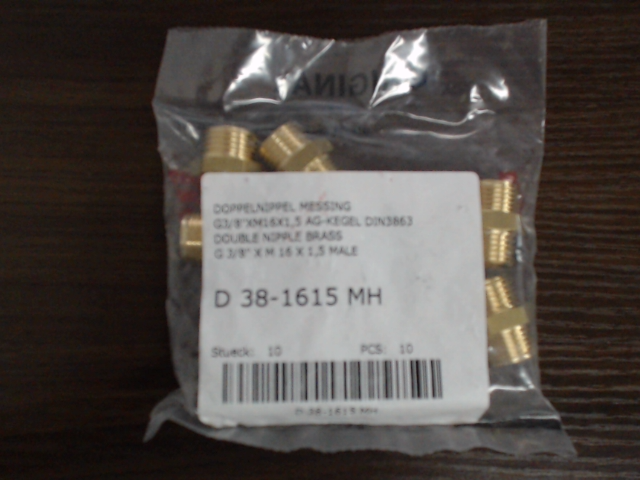 DOPPELNIPPEL MESSING
G3/8"XM16X1,5 AG-KEGEL DIN3863
DOUBLE NIPPLE BRASS
G 3/8" X M 16 X 1,5 MALE
D 38-1615 MH
Stueck: 10 PCS: 10
D-38-1615 MH